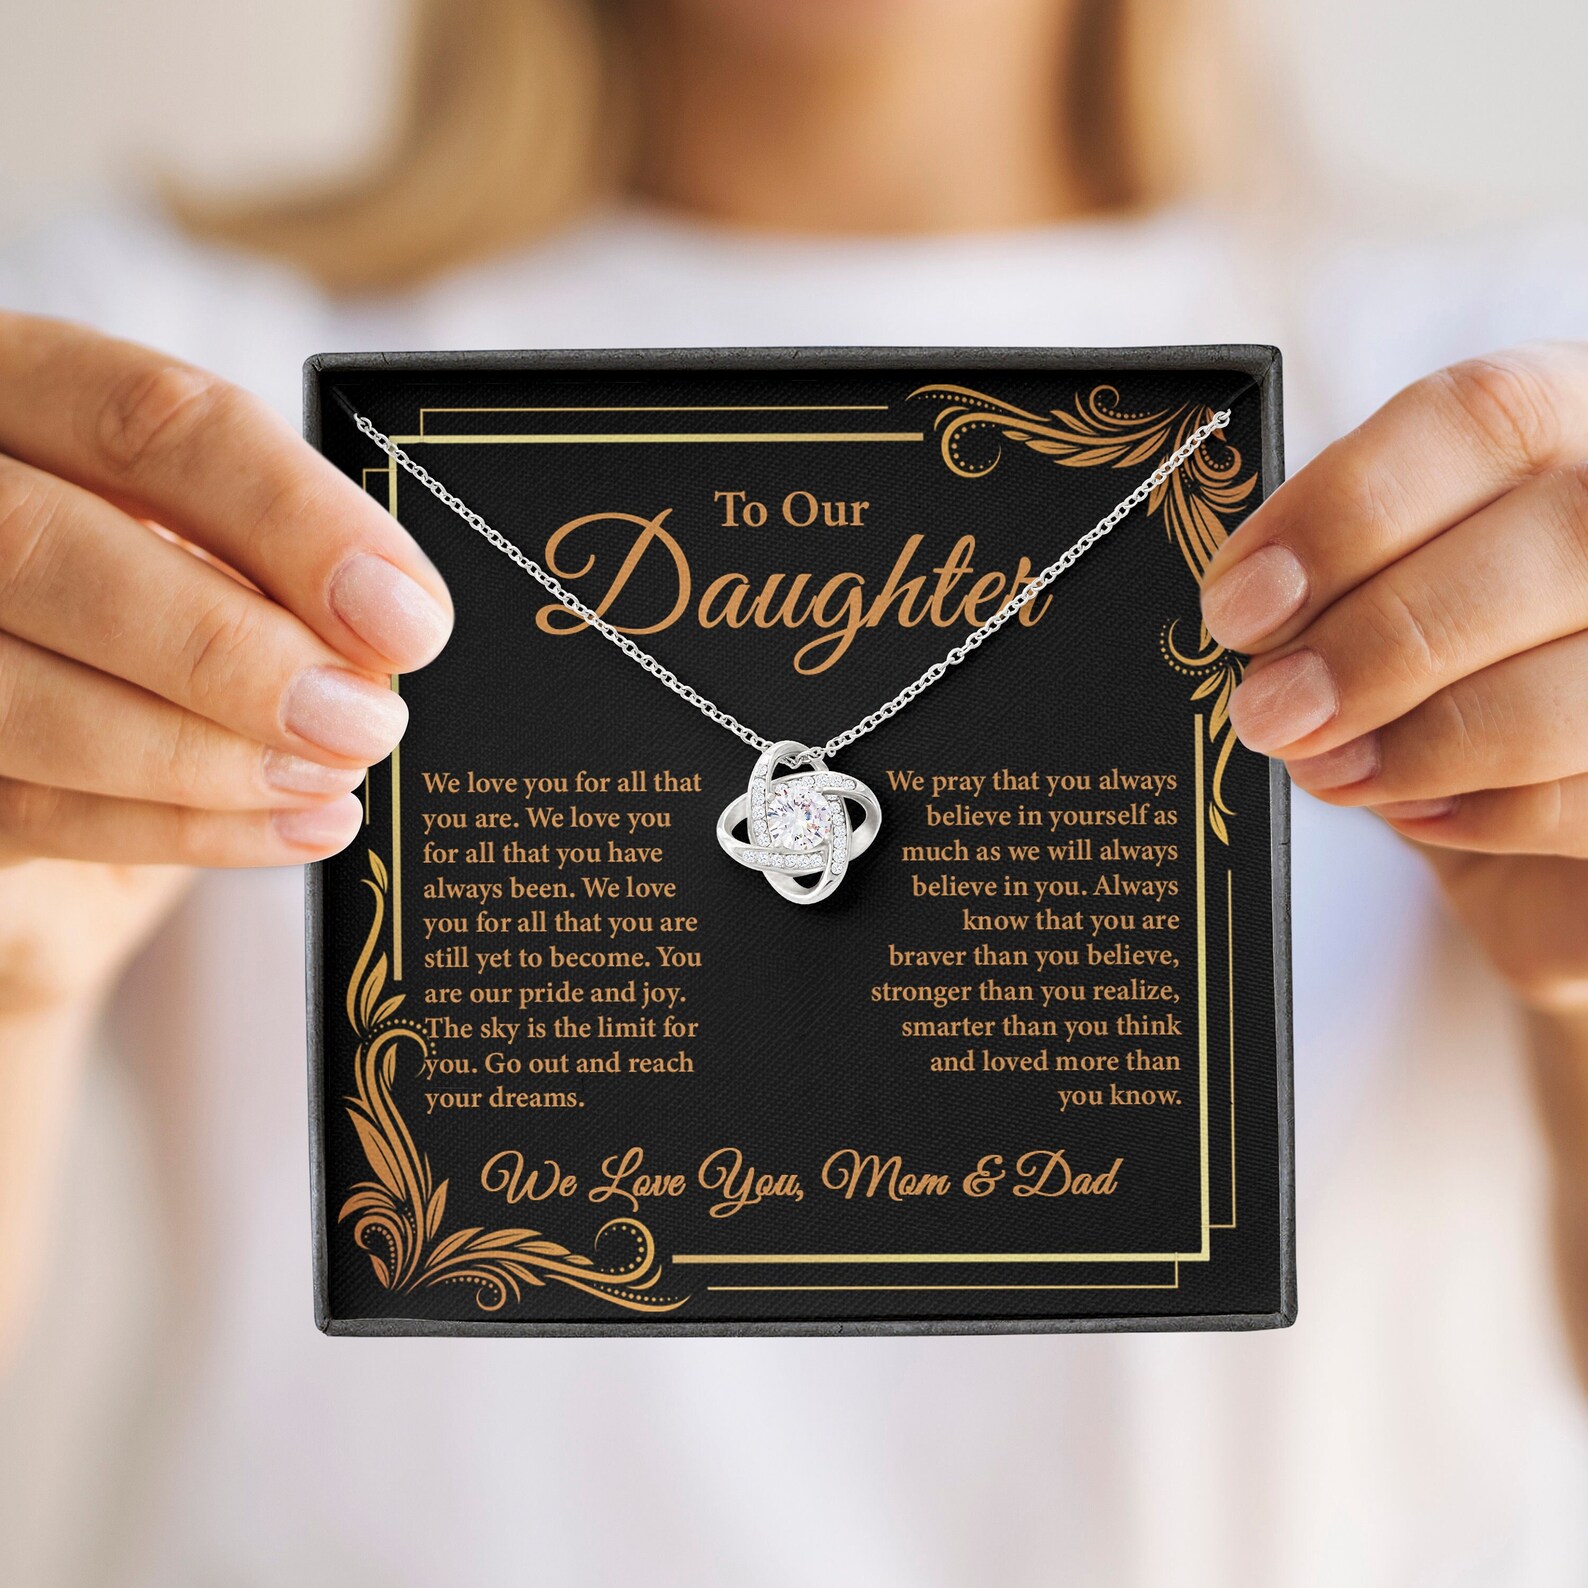 To Our
Daughter
We love you for all that
you are. We love you
for all that you have
always been. We love
you for all that you are
still yet to become. You
are our pride and joy.
The sky is the limit for
you. Go out and reach
your dreams.
We pray that you always
believe in yourself as
much as we will always
believe in you. Always
know that you are
braver than you believe,
stronger than you realize,
smarter than you think
and loved more than
you know.
We Love You, Mom & Dad